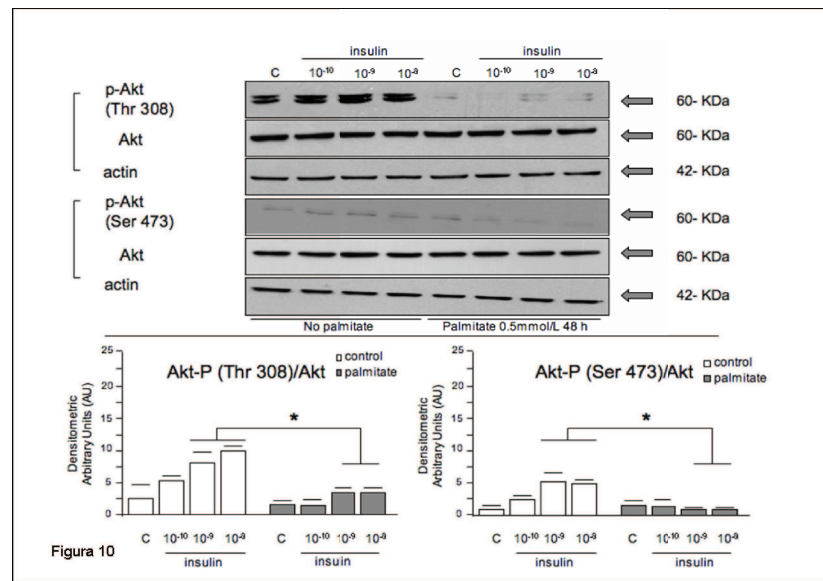 insulin insulin
C 10-10 10-9 10-8 C 10-10 10-9 10-8
p-Akt
(Thr 308)
60- KDa
Akt
60- KDa
actin
42- KDa
p-Akt
(Ser 473)
60- KDa
Akt
60- KDa
actin
42- KDa
No palmitate Palmitate 0.5mmol/L 48 h
Densitometric
Arbitrary Units (AU)
25
20
15
10
5
0
Akt-P (Thr 308)/Akt
control
palmitate
*
C 10-10 10-9 10-8 C 10-10 10-9 10-8
insulin insulin
Densitometric
Arbitrary Units (AU)
25
20
15
10
5
0
Akt-P (Ser 473)/Akt
control
palmitate
*
C 10-10 10-9 10-8 C 10-10 10-9 10-8
insulin insulin
Figura 10